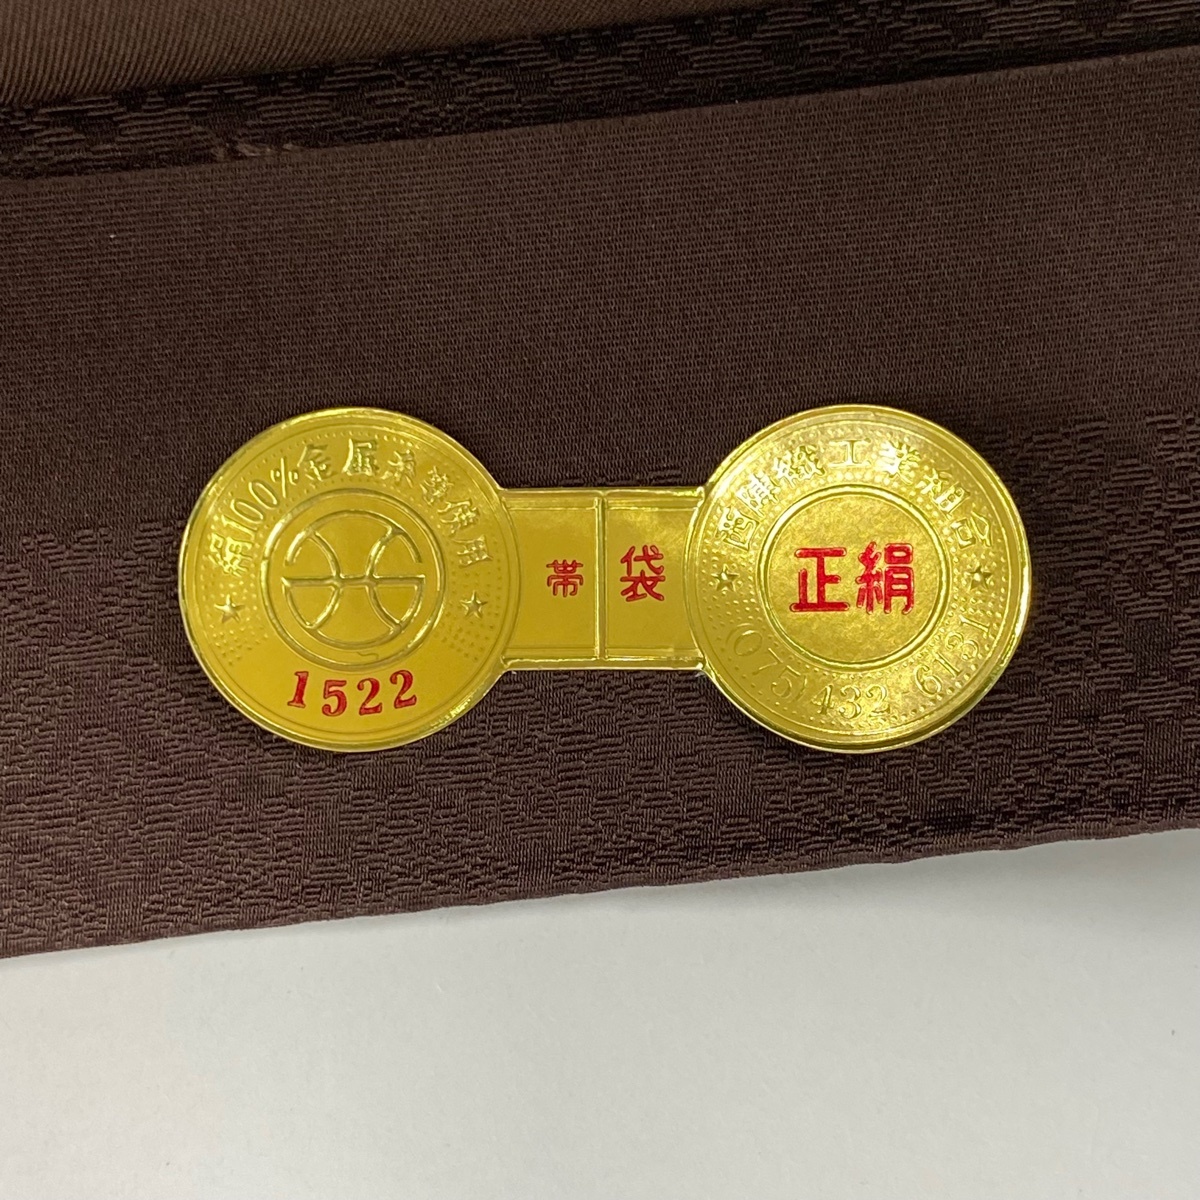 絹100%金属糸等使用
1522
帯 袋
西陣織工業組合
正絹
(075)432-6131